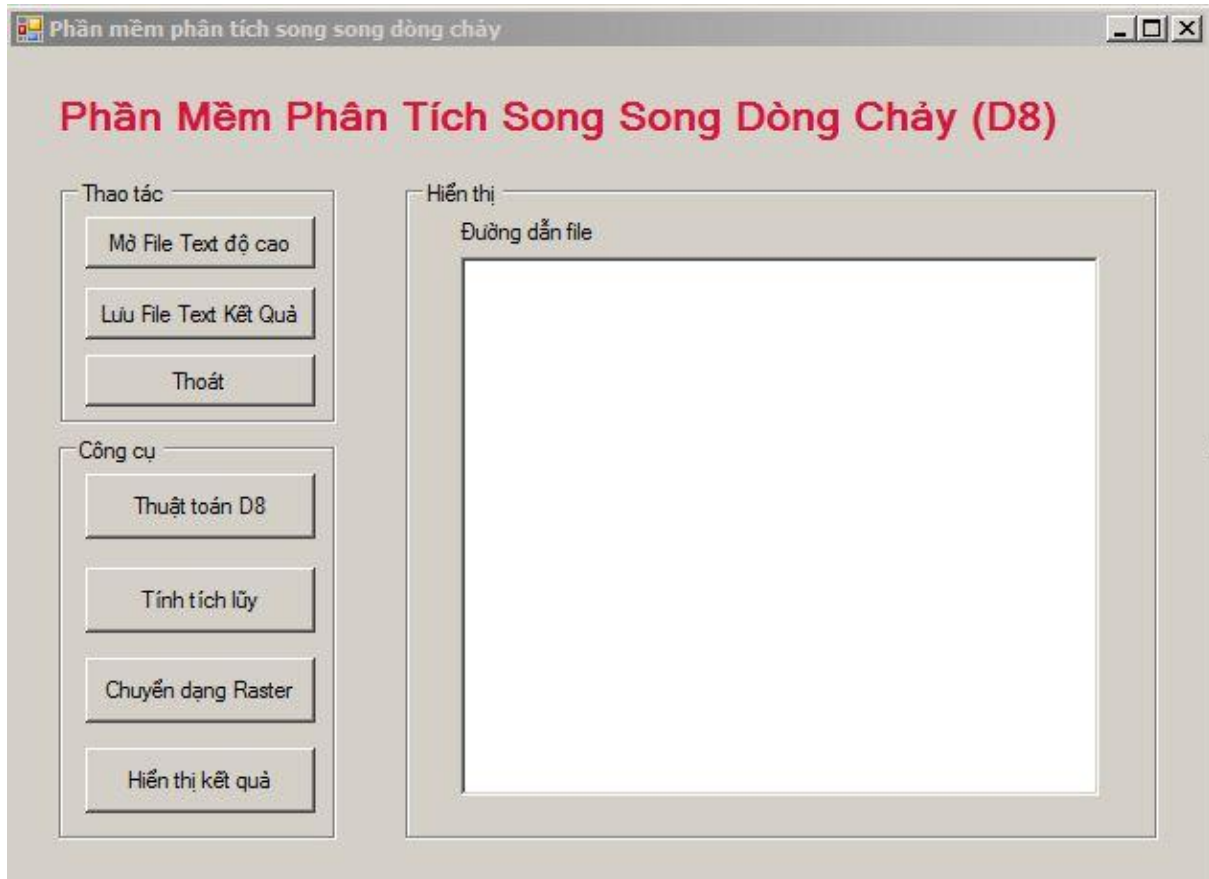 Phần mềm phân tích song song dòng chảy
Phần Mềm Phân Tích Song Song Dòng Chảy (D8)
Thao tác
Mở File Text độ cao
Lưu File Text Kết Quả
Thoát
Công cụ
Thuật toán D8
Tính tích lũy
Chuyển dạng Raster
Hiển thị kết quả
Hiển thị
Đường dẫn file